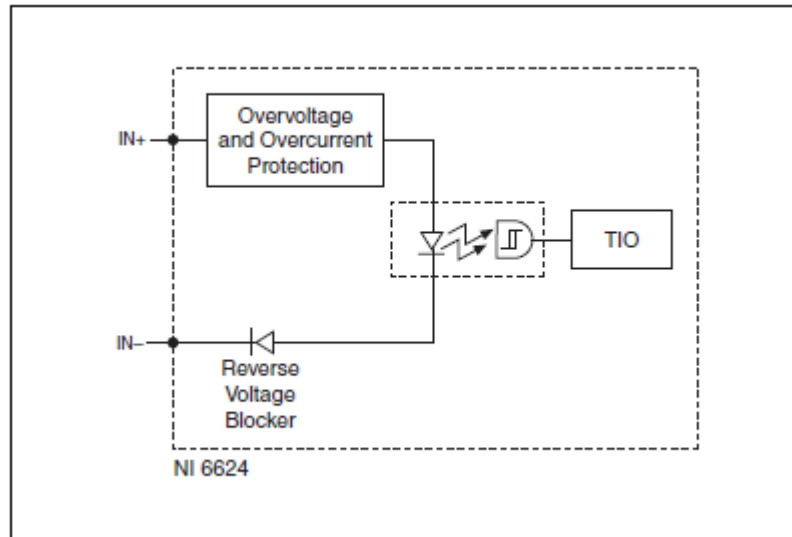 Overvoltage
and Overcurrent
Protection
IN+
TIO
IN–
Reverse
Voltage
Blocker
NI 6624